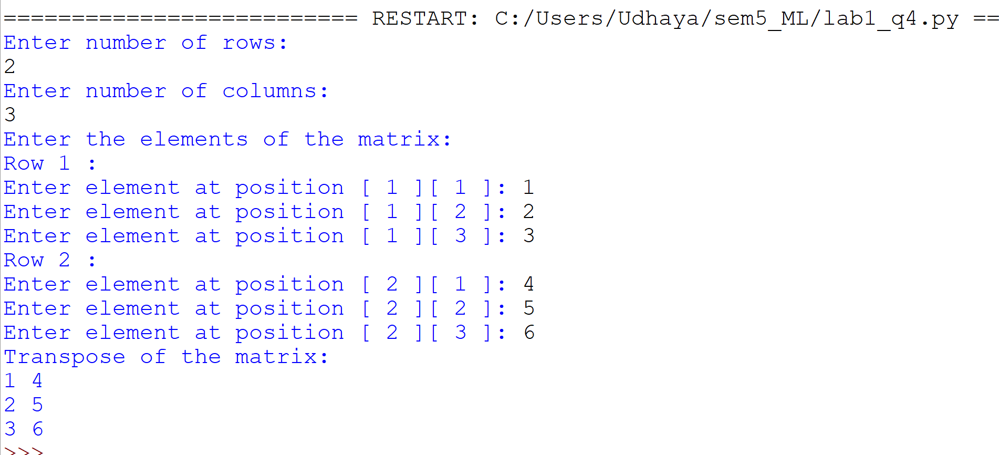 ========================== RESTART: C:/Users/Udhaya/sem5_ML/lab1_q4.py ==
Enter number of rows:
2
Enter number of columns:
3
Enter the elements of the matrix:
Row 1 :
Enter element at position [ 1 ][ 1 ]: 1
Enter element at position [ 1 ][ 2 ]: 2
Enter element at position [ 1 ][ 3 ]: 3
Row 2 :
Enter element at position [ 2 ][ 1 ]: 4
Enter element at position [ 2 ][ 2 ]: 5
Enter element at position [ 2 ][ 3 ]: 6
Transpose of the matrix:
1 4
2 5
3 6
>>>